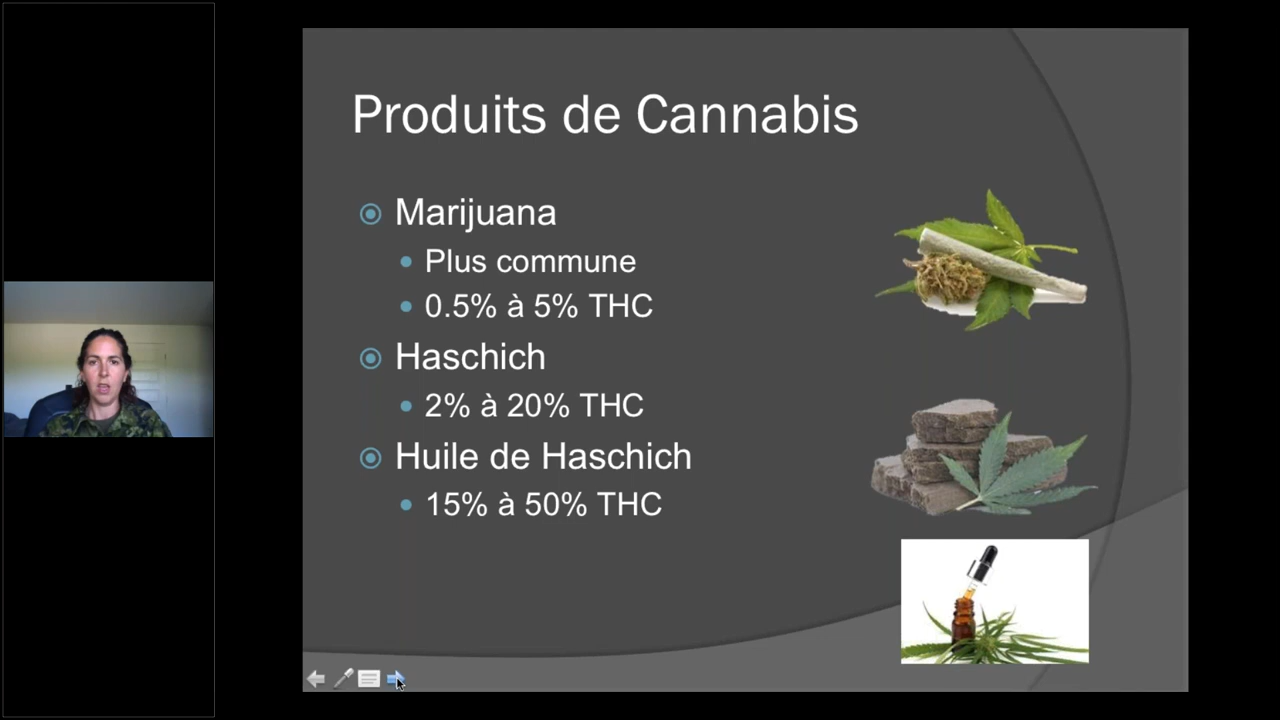 Produits de Cannabis
Marijuana
Plus commune
0.5% à 5% THC
Haschich
2% à 20% THC
Huile de Haschich
15% à 50% THC